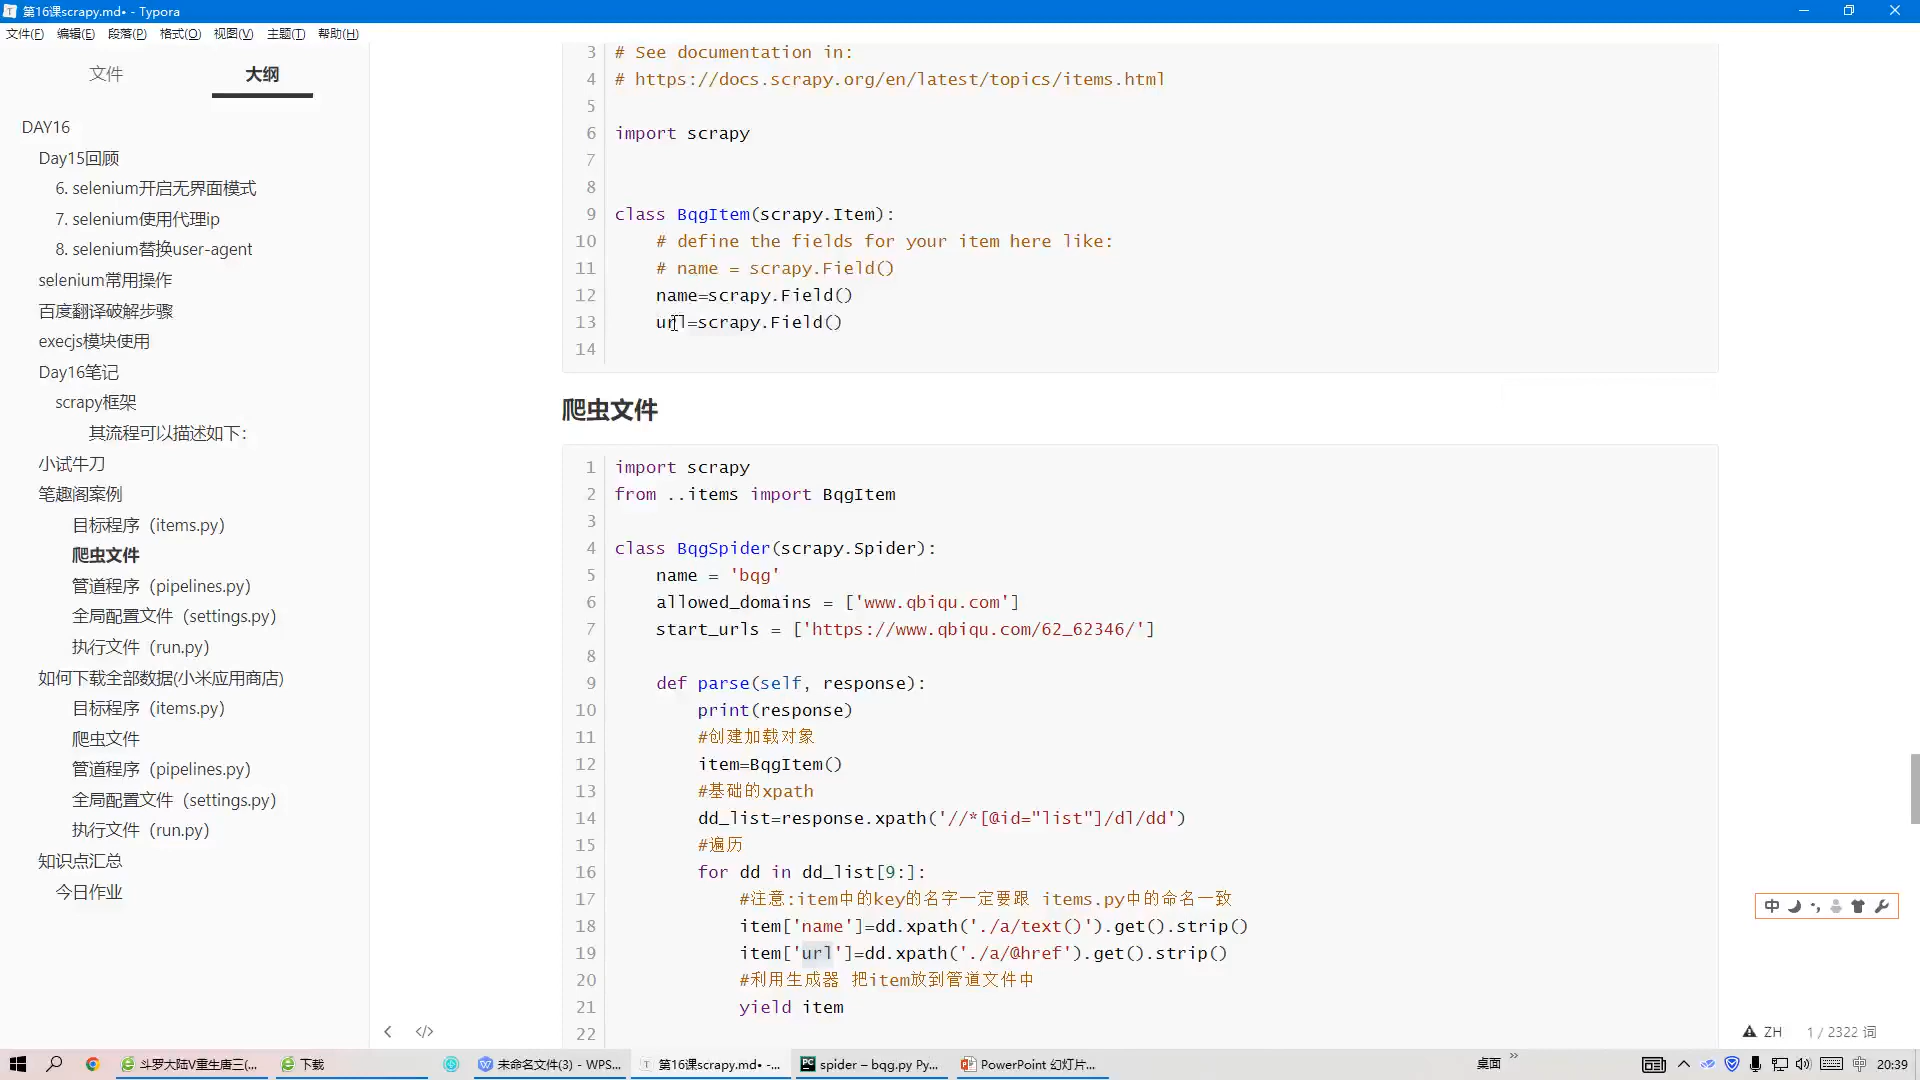 第16课scrapy.md• - Typora
文件(F) 编辑(E) 段落(P) 格式(O) 视图(V) 主题(T) 帮助(H)
文件 大纲
DAY16
Day15回顾
6. selenium开启无界面模式
7. selenium使用代理ip
8. selenium替换user-agent
selenium常用操作
百度翻译破解步骤
execjs模块使用
Day16笔记
scrapy框架
其流程可以描述如下：
小试牛刀
笔趣阁案例
目标程序（items.py）
爬虫文件
管道程序（pipelines.py）
全局配置文件（settings.py）
执行文件（run.py）
如何下载全部数据(小米应用商店)
目标程序（items.py）
爬虫文件
管道程序（pipelines.py）
全局配置文件（settings.py）
执行文件（run.py）
知识点汇总
今日作业
3 # See documentation in:
4 # https://docs.scrapy.org/en/latest/topics/items.html
5
6 import scrapy
7
8
9 class BqgItem(scrapy.Item):
10 # define the fields for your item here like:
11 # name = scrapy.Field()
12 name=scrapy.Field()
13 url=scrapy.Field()
14
爬虫文件
1 import scrapy
2 from ..items import BqgItem
3
4 class BqgSpider(scrapy.Spider):
5 name = 'bqg'
6 allowed_domains = ['www.qbiqu.com']
7 start_urls = ['https://www.qbiqu.com/62_62346/']
8
9 def parse(self, response):
10 print(response)
11 #创建加载对象
12 item=BqgItem()
13 #基础的xpath
14 dd_list=response.xpath('//*[@id="list"]/dl/dd')
15 #遍历
16 for dd in dd_list[9:]:
17 #注意:item中的key的名字一定要跟 items.py中的命名一致
18 item['name']=dd.xpath('./a/text()').get().strip()
19 item['url']=dd.xpath('./a/@href').get().strip()
20 #利用生成器 把item放到管道文件中
21 yield item
22
中
ZH 1 / 2322 词
斗罗大陆V重生唐三(... 下载 未命名文件(3) - WPS... 第16课scrapy.md• -... spider – bqg.py Py... PowerPoint 幻灯片... 桌面 中 20:39